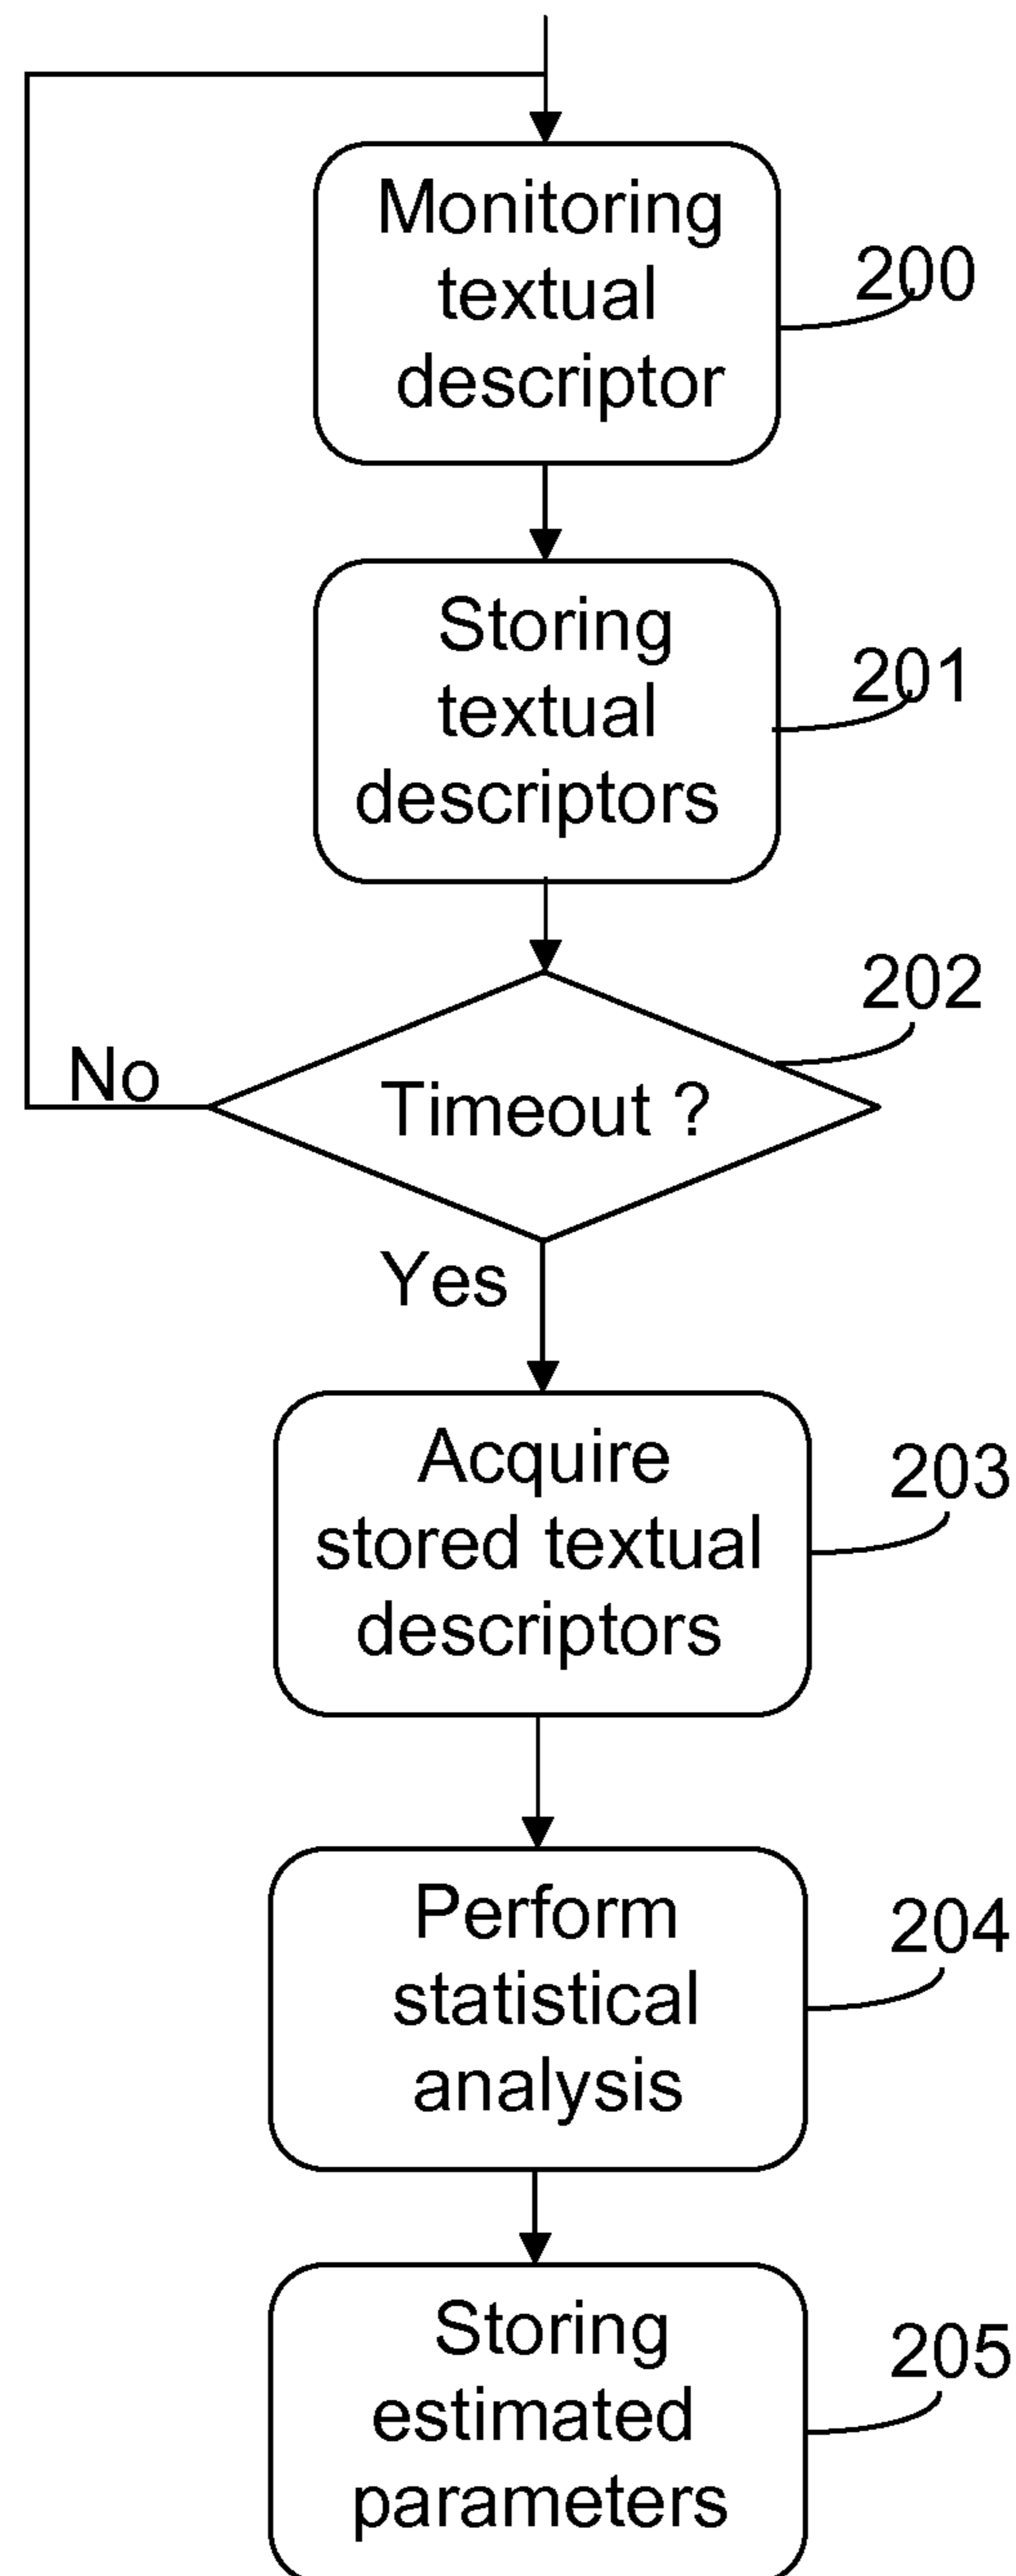 Monitoring
textual
descriptor
200
Storing
textual
descriptors
201
202
Timeout ?
No
Yes
Acquire
stored textual
descriptors
203
Perform
statistical
analysis
204
Storing
estimated
parameters
205